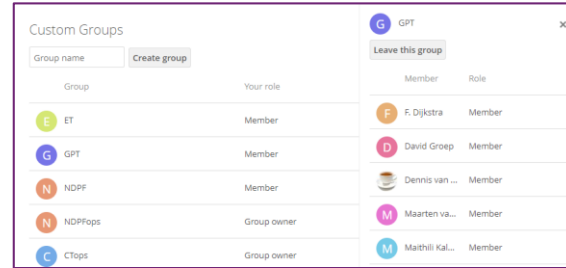 Custom Groups
Group name Create group
Group Your role
E ET Member
G GPT Member
N NDPF Member
N NDPFops Group owner
C CTops Group owner
G GPT ×
Leave this group
Member Role
F F. Dijkstra Member
D David Groep Member
Dennis van ... Member
M Maarten va... Member
M Maithili Kal... Member